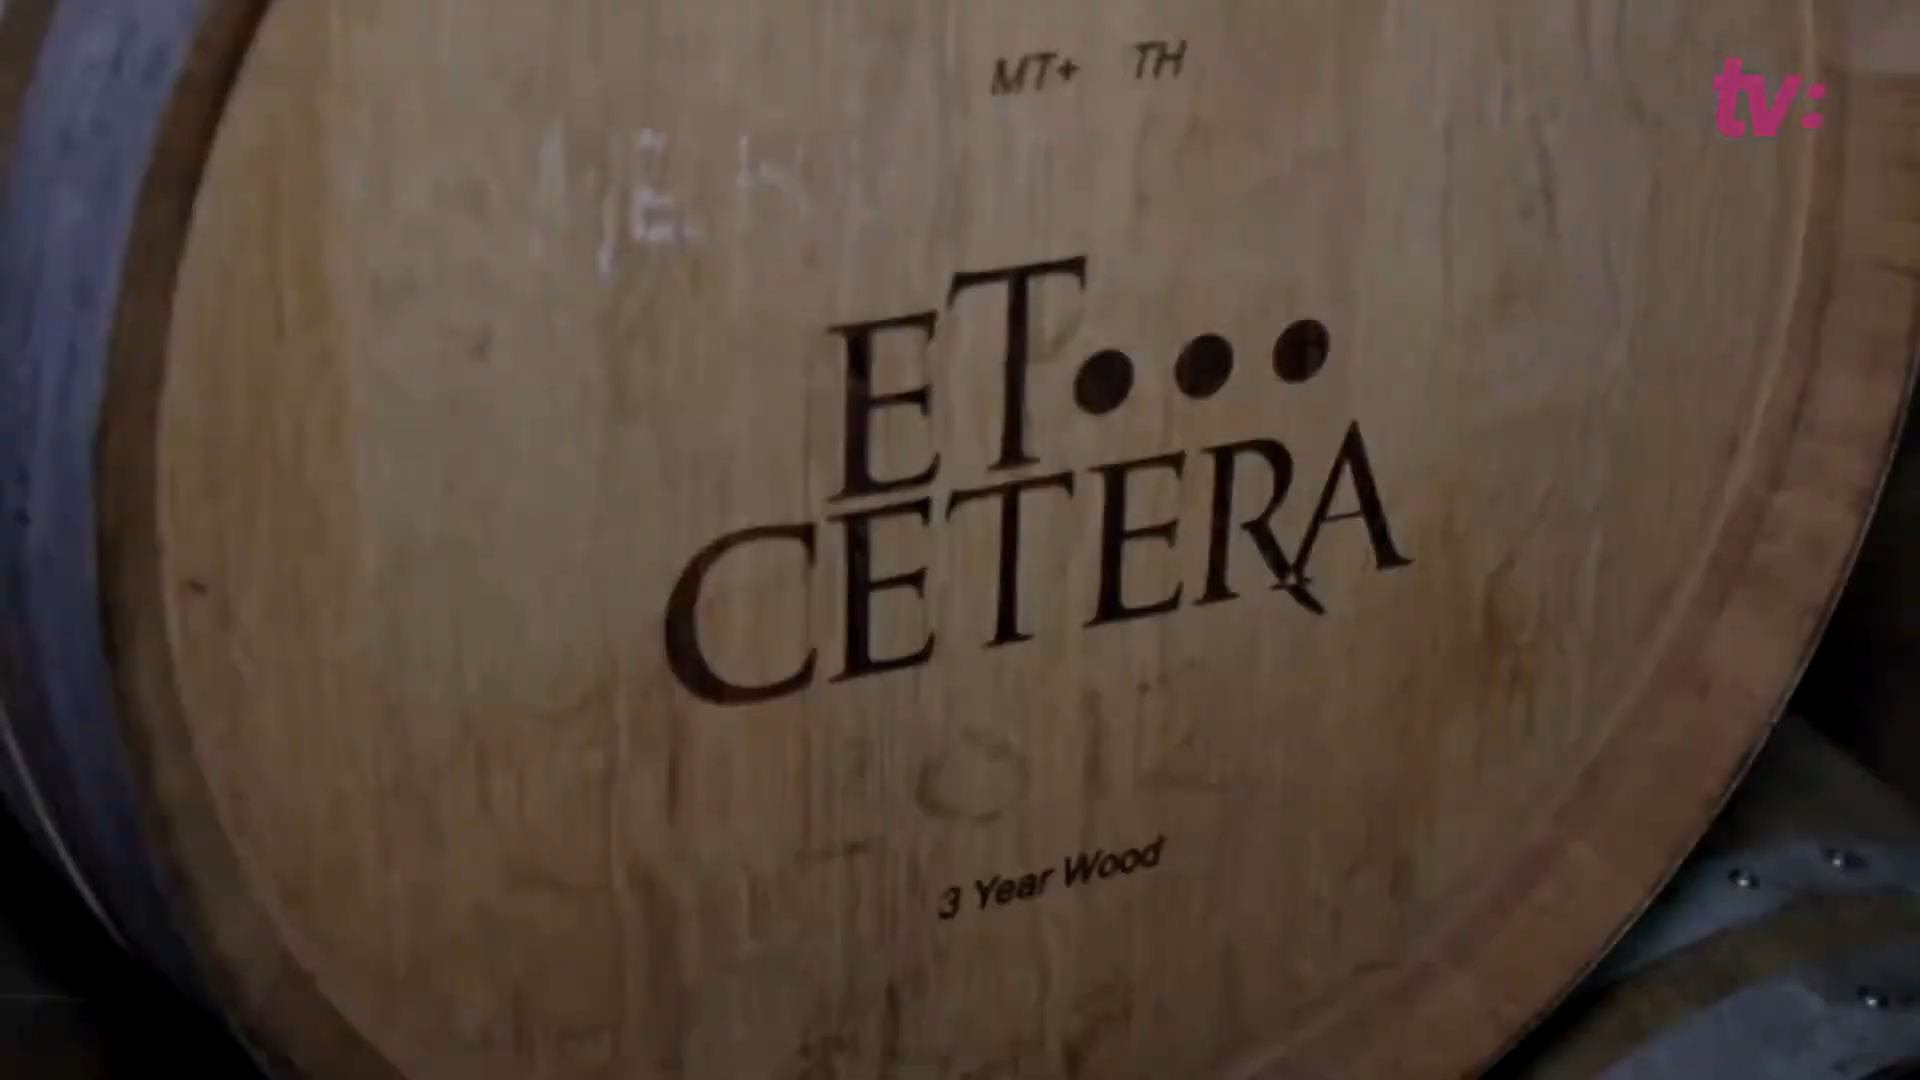 MT+ TH
tv:
ET...
CETERA
3 Year Wood